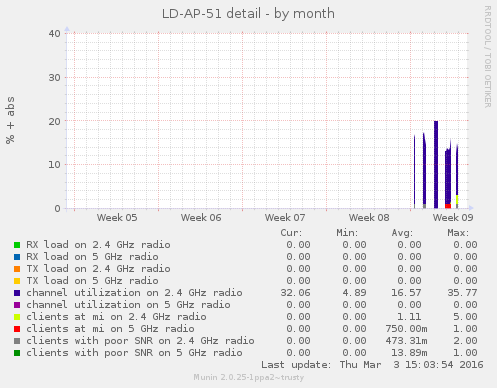 LD-AP-51 detail - by month
RRDTOOL / TOBI OETIKER
% + abs
40
30
20
10
0
Week 05 Week 06 Week 07 Week 08 Week 09
Cur: Min: Avg: Max:
RX load on 2.4 GHz radio 0.00 0.00 0.00 0.00
RX load on 5 GHz radio 0.00 0.00 0.00 0.00
TX load on 2.4 GHz radio 0.00 0.00 0.00 0.00
TX load on 5 GHz radio 0.00 0.00 0.00 0.00
channel utilization on 2.4 GHz radio 32.06 4.89 16.57 35.77
channel utilization on 5 GHz radio 0.00 0.00 0.00 0.00
clients at mi on 2.4 GHz radio 0.00 0.00 1.11 5.00
clients at mi on 5 GHz radio 0.00 0.00 750.00m 1.00
clients with poor SNR on 2.4 GHz radio 0.00 0.00 473.31m 2.00
clients with poor SNR on 5 GHz radio 0.00 0.00 13.89m 1.00
Last update: Thu Mar 3 15:03:54 2016
Munin 2.0.25-1ppa2~trusty